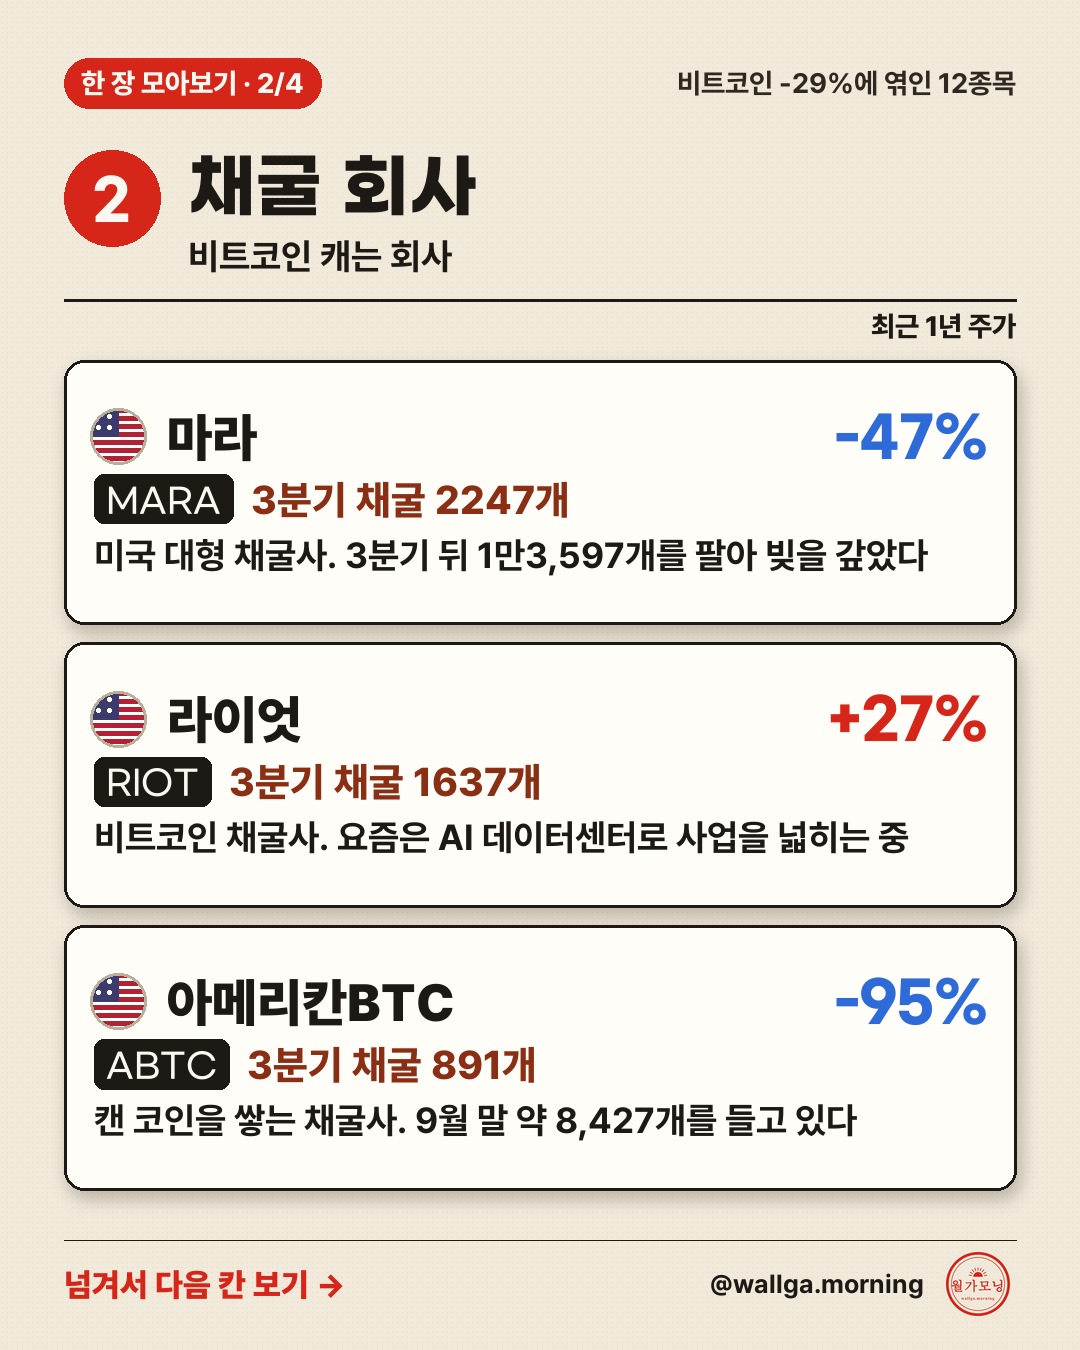 한 장 모아보기 · 2/4
비트코인 -29%에 엮인 12종목
2
채굴 회사
비트코인 캐는 회사
최근 1년 주가
마라
-47%
MARA 3분기 채굴 2247개
미국 대형 채굴사. 3분기 뒤 1만3,597개를 팔아 빚을 갚았다
라이엇
+27%
RIOT 3분기 채굴 1637개
비트코인 채굴사. 요즘은 AI 데이터센터로 사업을 넓히는 중
아메리칸BTC
-95%
ABTC 3분기 채굴 891개
캔 코인을 쌓는 채굴사. 9월 말 약 8,427개를 들고 있다
넘겨서 다음 칸 보기 →
@wallga.morning
월가모닝
wallga.morning